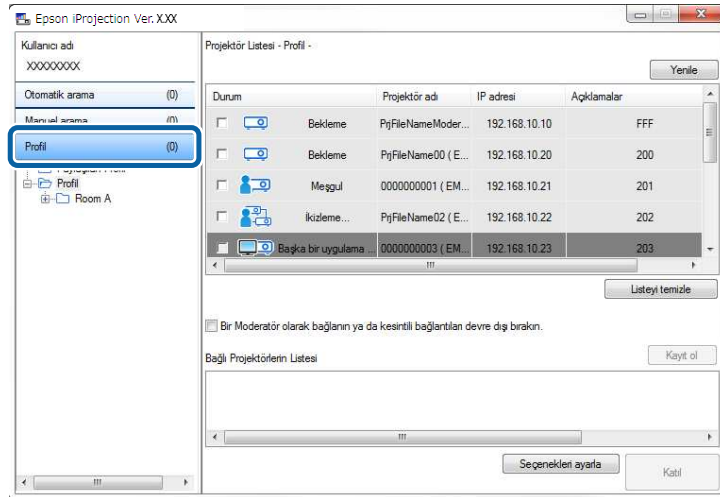 Epson iProjection Ver. X.XX
Kullanıcı adı
XXXXXXXX
Otomatik arama (0)
Manuel arama (0)
Profil (0)
Paylaşılan Profil
Profil
Room A
Projektör Listesi - Profil -
Yenile
Durum Projektör adı IP adresi Açıklamalar
Bekleme PrjFileNameModer... 192.168.10.10 FFF
Bekleme PrjFileName00 ( E... 192.168.10.20 200
Meşgul 0000000001 ( EM... 192.168.10.21 201
İkizleme... PrjFileName02 ( E... 192.168.10.22 202
Başka bir uygulama ... 0000000003 ( EM... 192.168.10.23 203
Listeyi temizle
Bir Moderatör olarak bağlanın ya da kesintili bağlantıları devre dışı bırakın.
Bağlı Projektörlerin Listesi
Kayıt ol
Seçenekleri ayarla
Katıl